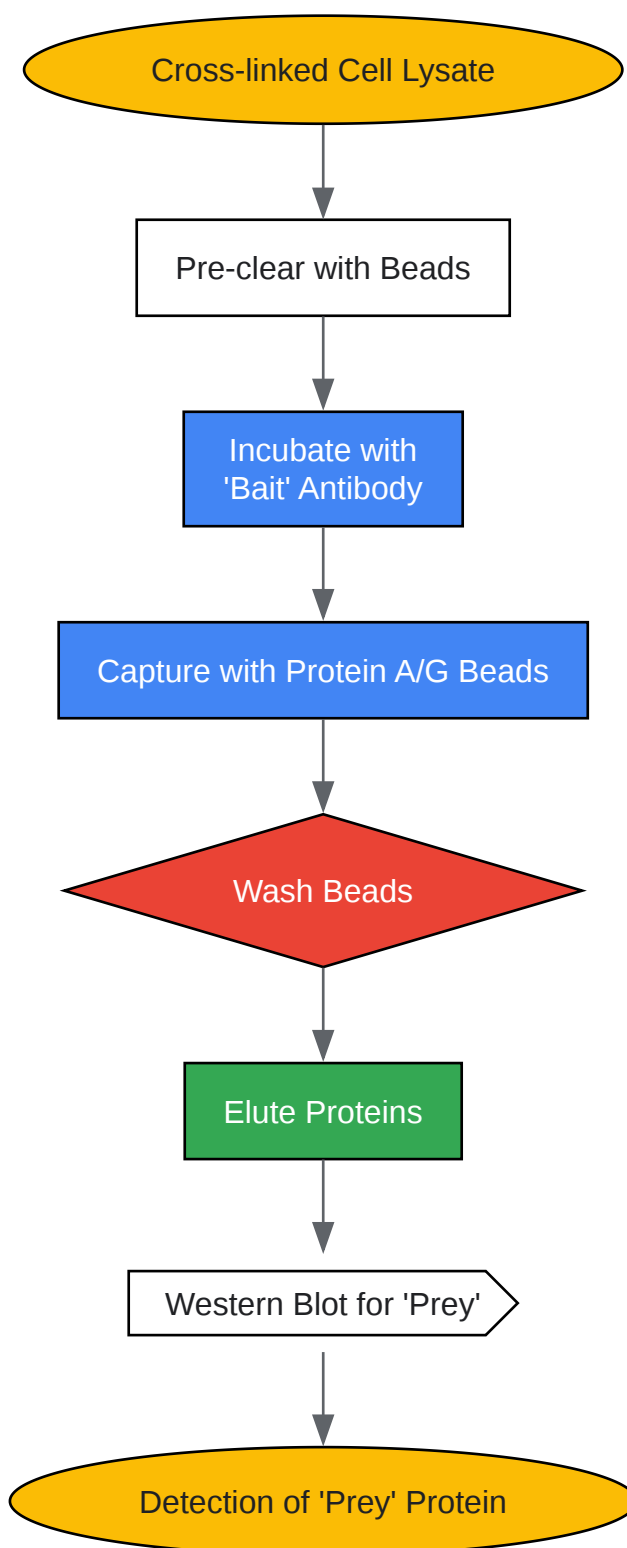 Cross-linked Cell Lysate
Pre-clear with Beads
Incubate with
'Bait' Antibody
Capture with Protein A/G Beads
Wash Beads
Elute Proteins
Western Blot for 'Prey'
Detection of 'Prey' Protein